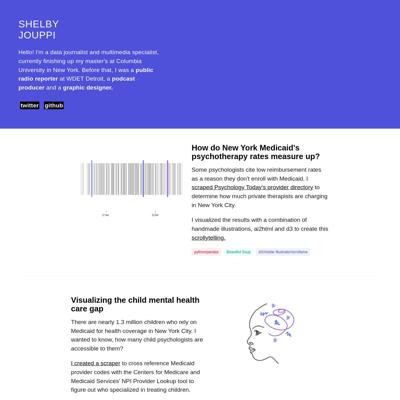 SHELBY
JOUPPI
Hello! I'm a data journalist and multimedia specialist,
currently finishing up my master's at Columbia
University in New York. Before that, I was a public
radio reporter at WDET Detroit, a podcast
producer and a graphic designer.
twitter github
How do New York Medicaid's
psychotherapy rates measure up?
Some psychologists cite low reimbursement rates
as a reason they don't enroll with Medicaid. I
scraped Psychology Today's provider directory to
determine how much private therapists are charging
in New York City.
I visualized the results with a combination of
handmade illustrations, ai2html and d3 to create this
scrollytelling.
python/pandas Beautiful Soup
Visualizing the child mental health
care gap
There are nearly 1.3 million children who rely on
Medicaid for health coverage in New York City. I
wanted to know, how many child psychologists are
accessible to them?
I created a scraper to cross reference Medicaid
provider codes with the Centers for Medicare and
Medicaid Services' NPI Provider Lookup tool to
figure out who specialized in treating children.